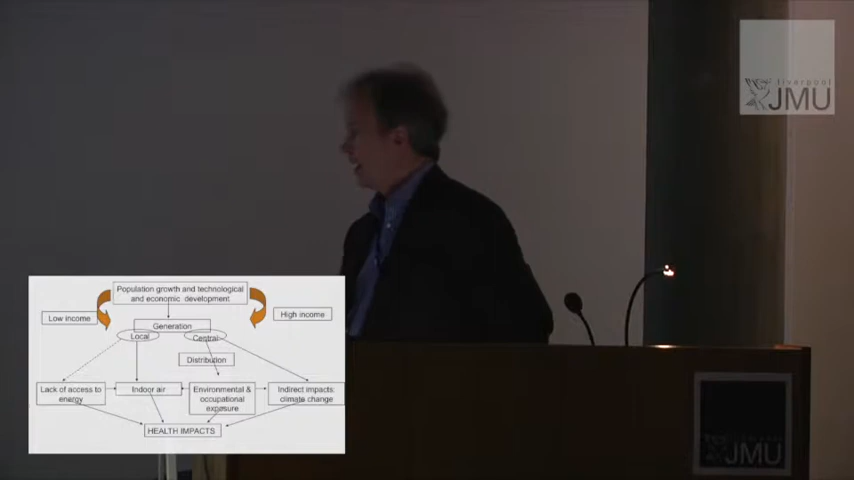 liverpool
JMU
Population growth and technological
and economic development
Low income
High income
Generation
Local
Central
Distribution
Lack of access to
energy
Indoor air
Environmental &
occupational
exposure
Indirect impacts:
climate change
HEALTH IMPACTS
JMU